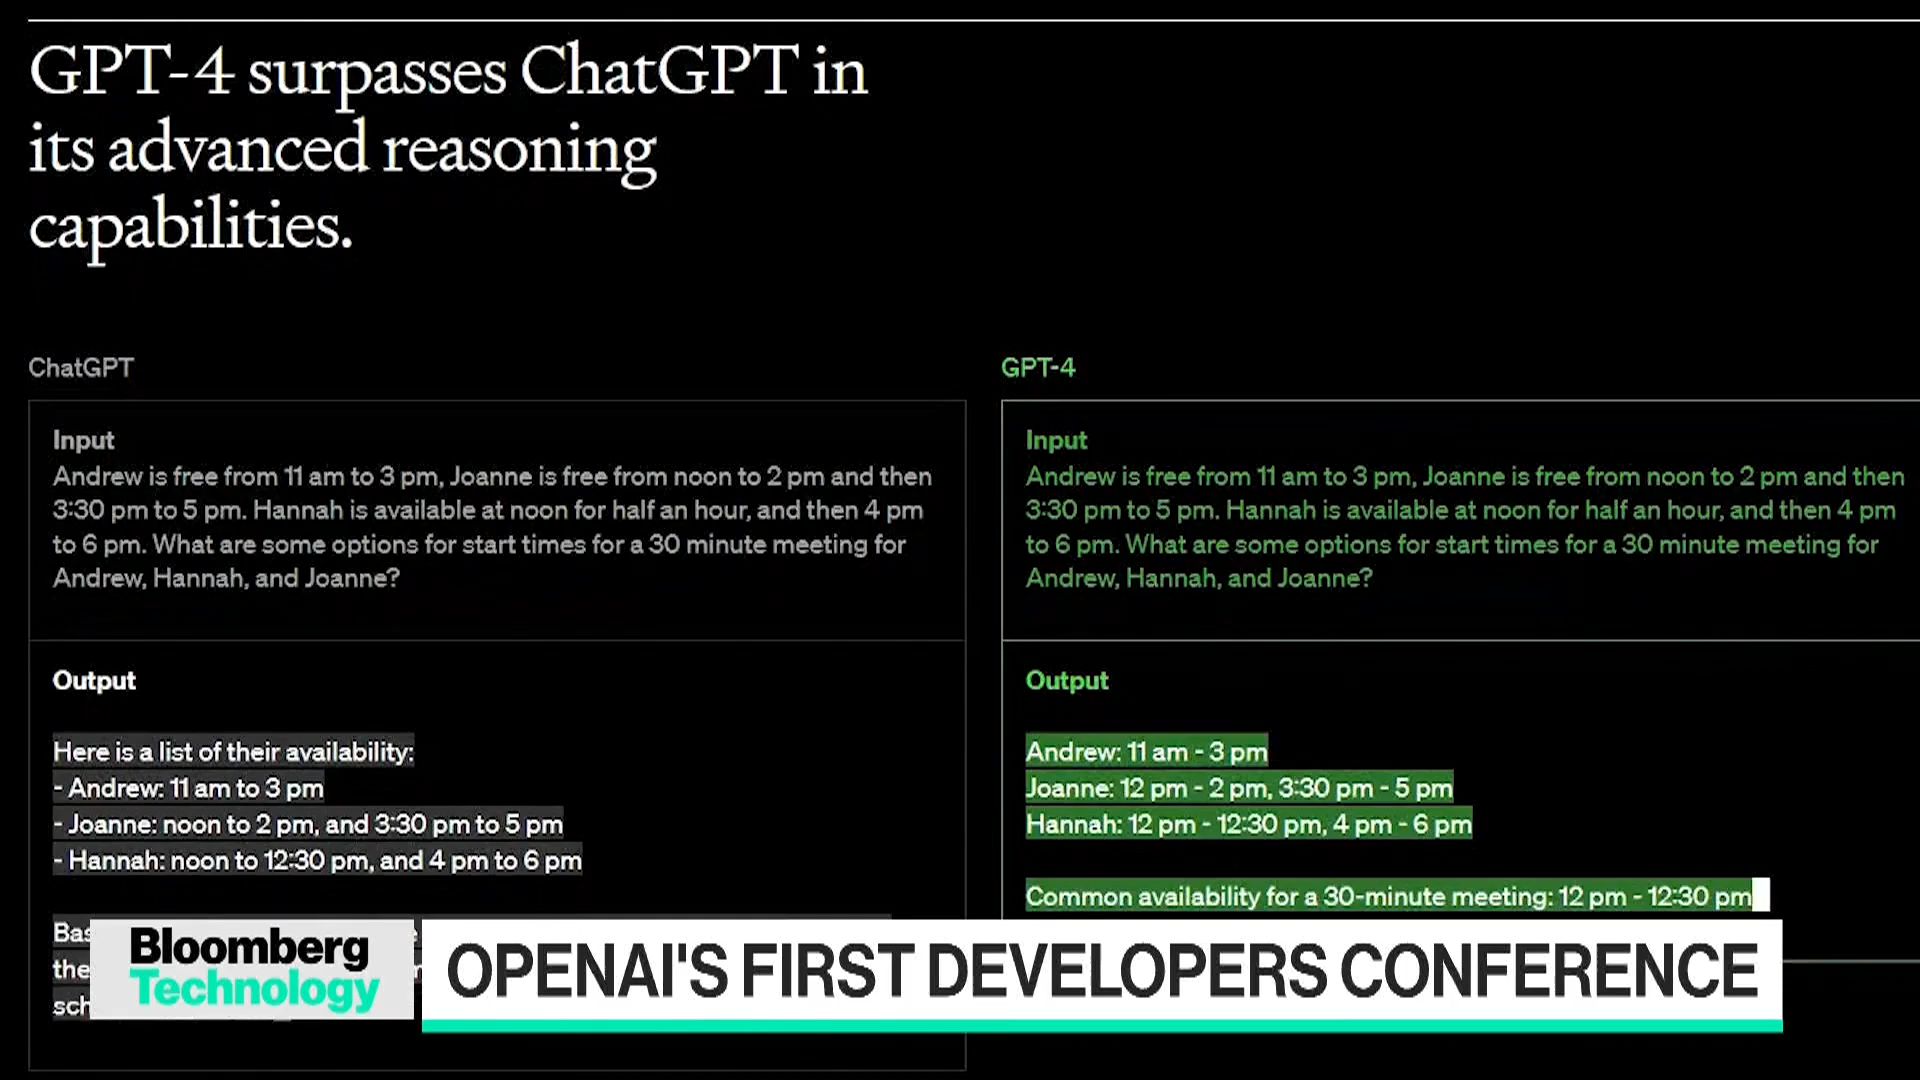 GPT-4 surpasses ChatGPT in
its advanced reasoning
capabilities.
ChatGPT
Input
Andrew is free from 11 am to 3 pm, Joanne is free from noon to 2 pm and then
3:30 pm to 5 pm. Hannah is available at noon for half an hour, and then 4 pm
to 6 pm. What are some options for start times for a 30 minute meeting for
Andrew, Hannah, and Joanne?
Output
Here is a list of their availability:
- Andrew: 11 am to 3 pm
- Joanne: noon to 2 pm, and 3:30 pm to 5 pm
- Hannah: noon to 12:30 pm, and 4 pm to 6 pm
GPT-4
Input
Andrew is free from 11 am to 3 pm, Joanne is free from noon to 2 pm and then
3:30 pm to 5 pm. Hannah is available at noon for half an hour, and then 4 pm
to 6 pm. What are some options for start times for a 30 minute meeting for
Andrew, Hannah, and Joanne?
Output
Andrew: 11 am - 3 pm
Joanne: 12 pm - 2 pm, 3:30 pm - 5 pm
Hannah: 12 pm - 12:30 pm, 4 pm - 6 pm
Common availability for a 30-minute meeting: 12 pm - 12:30 pm
Bloomberg
Technology
OPENAI'S FIRST DEVELOPERS CONFERENCE